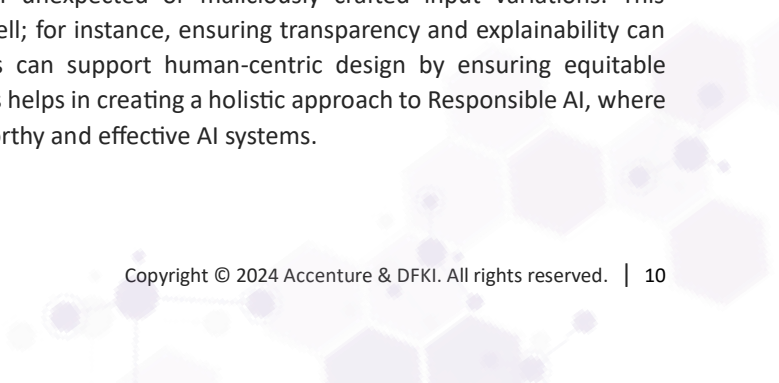 unexpected or maliciously crafted input variations. This
ell; for instance, ensuring transparency and explainability can
s can support human-centric design by ensuring equitable
s helps in creating a holistic approach to Responsible AI, where
rthy and effective AI systems.
Copyright © 2024 Accenture & DFKI. All rights reserved. | 10